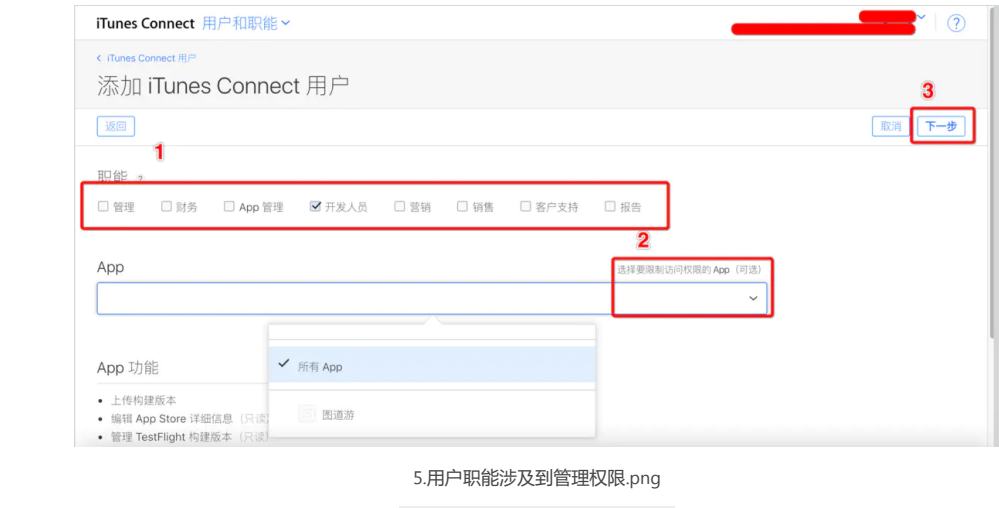 iTunes Connect 用户和职能
?
iTunes Connect 用户
添加 iTunes Connect 用户
3
返回
取消
下一步
1
职能 ?
管理 财务 App 管理 开发人员 营销 销售 客户支持 报告
2
App
选择要限制访问权限的 App（可选）
所有 App
App 功能
上传构建版本
图道游
编辑 App Store 详细信息（只读）
管理 TestFlight 构建版本（只读）
5.用户职能涉及到管理权限.png